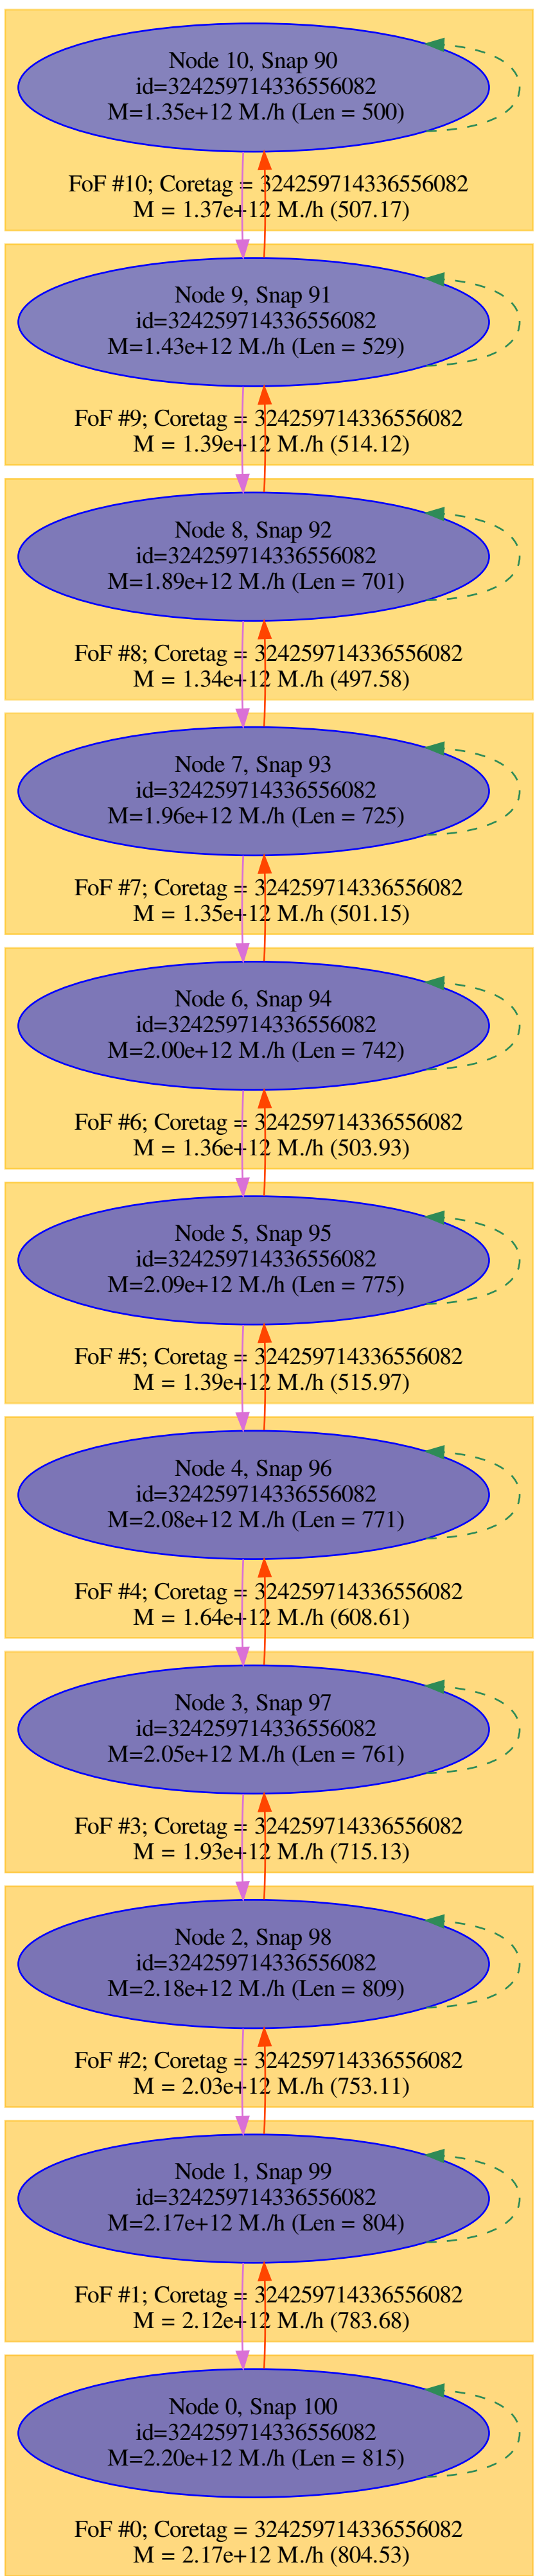 Node 10, Snap 90
id=324259714336556082
M=1.35e+12 M./h (Len = 500)
FoF #10; Coretag = 324259714336556082
M = 1.37e+12 M./h (507.17)
Node 9, Snap 91
id=324259714336556082
M=1.43e+12 M./h (Len = 529)
FoF #9; Coretag = 324259714336556082
M = 1.39e+12 M./h (514.12)
Node 8, Snap 92
id=324259714336556082
M=1.89e+12 M./h (Len = 701)
FoF #8; Coretag = 324259714336556082
M = 1.34e+12 M./h (497.58)
Node 7, Snap 93
id=324259714336556082
M=1.96e+12 M./h (Len = 725)
FoF #7; Coretag = 324259714336556082
M = 1.35e+12 M./h (501.15)
Node 6, Snap 94
id=324259714336556082
M=2.00e+12 M./h (Len = 742)
FoF #6; Coretag = 324259714336556082
M = 1.36e+12 M./h (503.93)
Node 5, Snap 95
id=324259714336556082
M=2.09e+12 M./h (Len = 775)
FoF #5; Coretag = 324259714336556082
M = 1.39e+12 M./h (515.97)
Node 4, Snap 96
id=324259714336556082
M=2.08e+12 M./h (Len = 771)
FoF #4; Coretag = 324259714336556082
M = 1.64e+12 M./h (608.61)
Node 3, Snap 97
id=324259714336556082
M=2.05e+12 M./h (Len = 761)
FoF #3; Coretag = 324259714336556082
M = 1.93e+12 M./h (715.13)
Node 2, Snap 98
id=324259714336556082
M=2.18e+12 M./h (Len = 809)
FoF #2; Coretag = 324259714336556082
M = 2.03e+12 M./h (753.11)
Node 1, Snap 99
id=324259714336556082
M=2.17e+12 M./h (Len = 804)
FoF #1; Coretag = 324259714336556082
M = 2.12e+12 M./h (783.68)
Node 0, Snap 100
id=324259714336556082
M=2.20e+12 M./h (Len = 815)
FoF #0; Coretag = 324259714336556082
M = 2.17e+12 M./h (804.53)